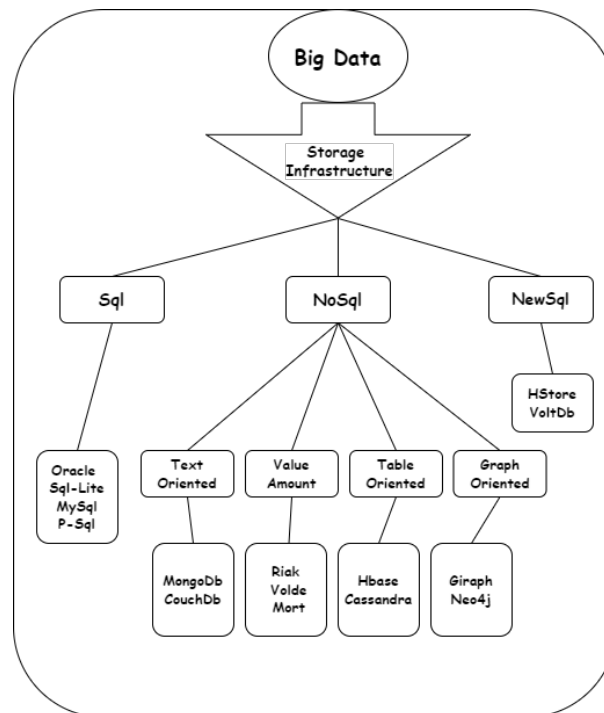 Big Data
Storage
Infrastructure
Sql
NoSql
NewSql
HStore
VoltDb
Oracle
Sql-Lite
MySql
P-Sql
Text
Oriented
Value
Amount
Table
Oriented
Graph
Oriented
MongoDb
CouchDb
Riak
Volde
Mort
Hbase
Cassandra
Giraph
Neo4j